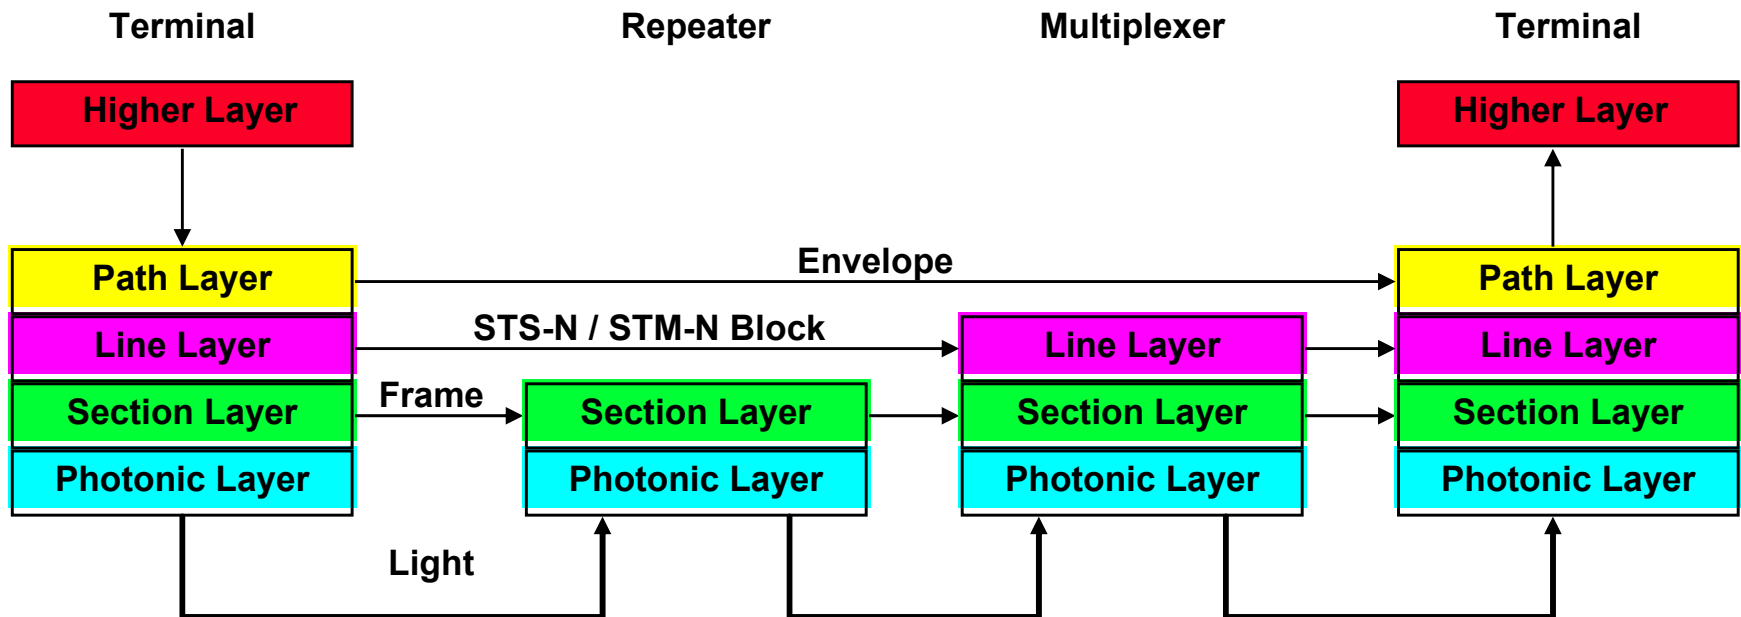 Terminal Repeater Multiplexer Terminal
Higher Layer Higher Layer
Envelope
Path Layer Path Layer
STS-N / STM-N Block
Line Layer Line Layer Line Layer
Frame
Section Layer Section Layer Section Layer Section Layer
Photonic Layer Photonic Layer Photonic Layer Photonic Layer
Light